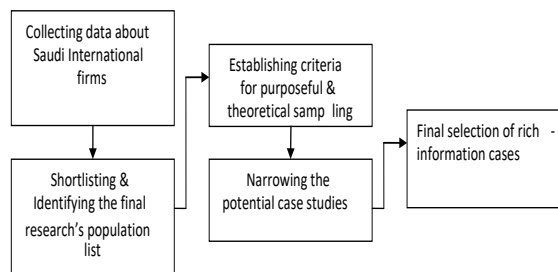 Collecting data about
Saudi International
firms
Shortlisting &
Identifying the final
research's population
list
Establishing criteria
for purposeful &
theoretical samp ling
Narrowing the
potential case studies
Final selection of rich -
information cases